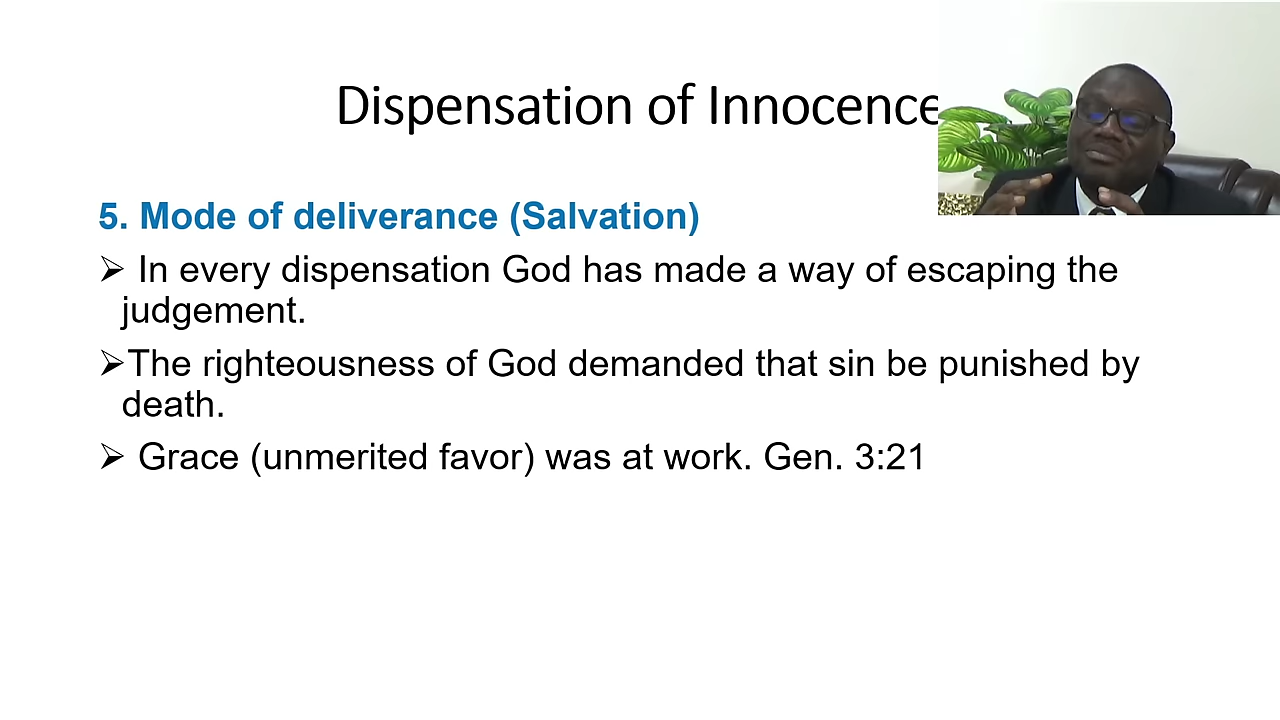 Dispensation of Innocence
5. Mode of deliverance (Salvation)
➢ In every dispensation God has made a way of escaping the
judgement.
➢The righteousness of God demanded that sin be punished by
death.
➢ Grace (unmerited favor) was at work. Gen. 3:21